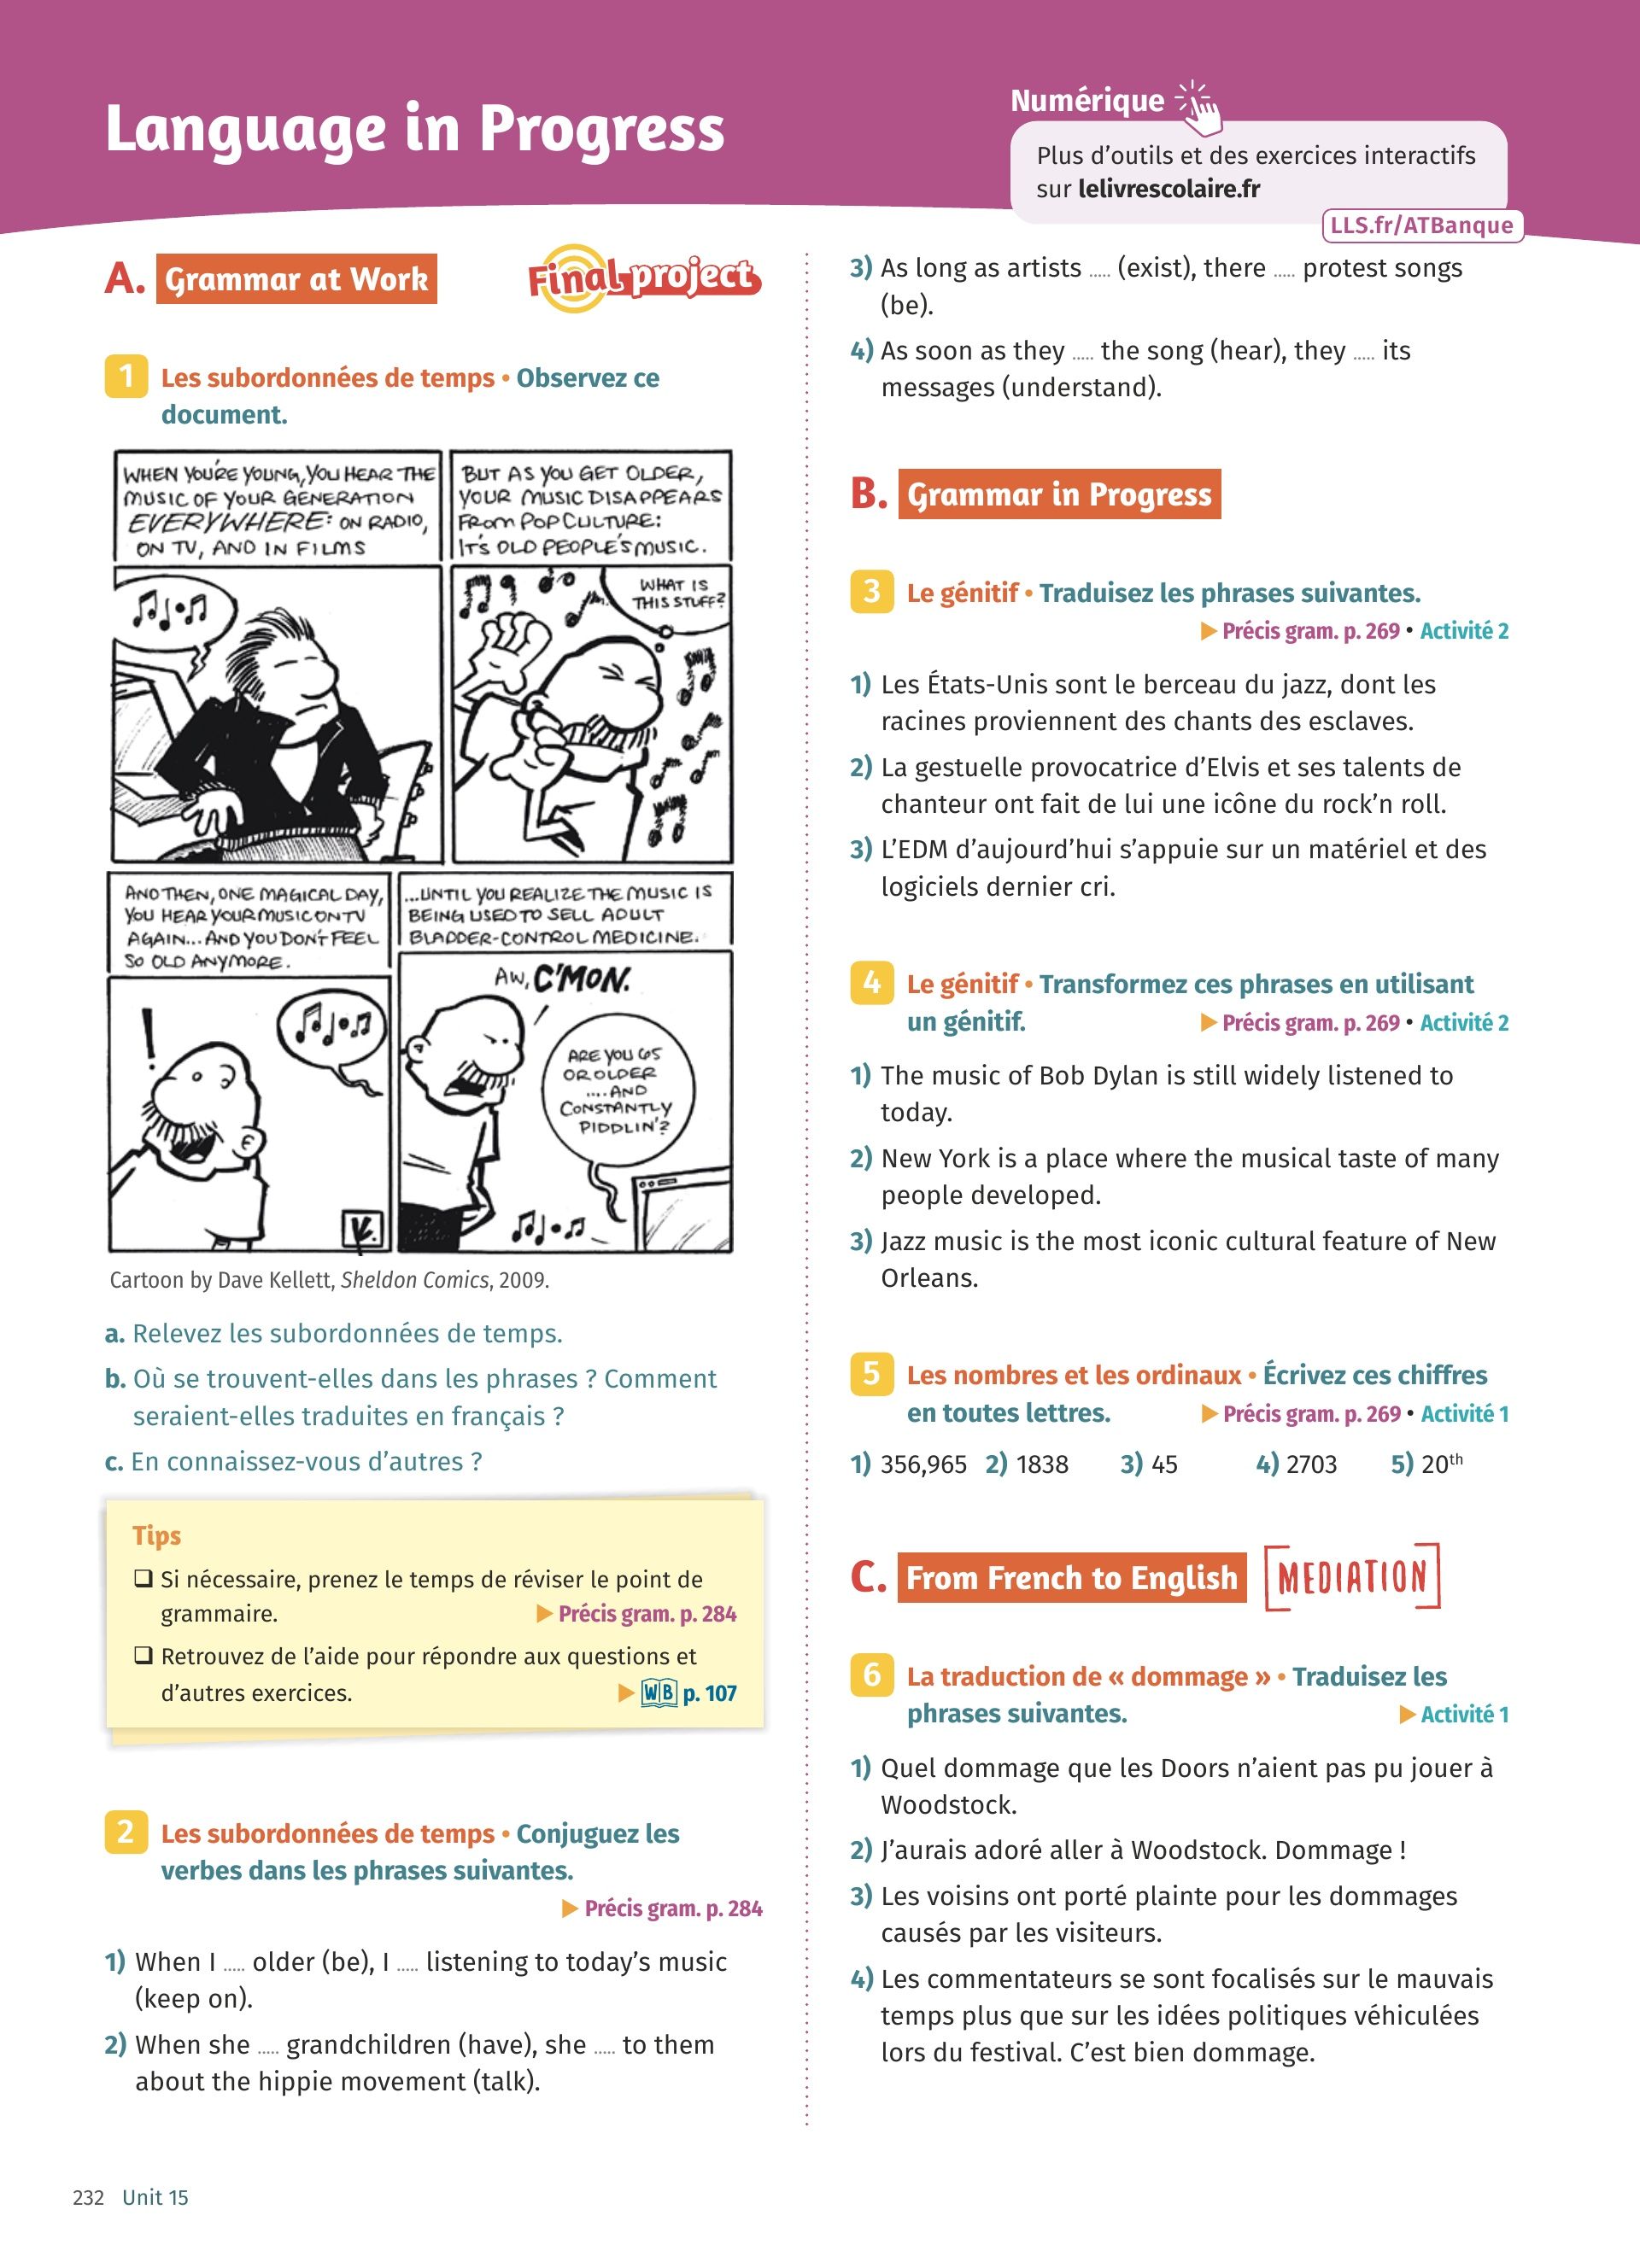 Language in Progress
Numérique
Plus d'outils et des exercices interactifs
sur lelivrescolaire.fr
LLS.fr/ATBanque
A. Grammar at Work
Final project
1 Les subordonnées de temps • Observez ce
document.
WHEN YOU'RE YOUNG, YOU HEAR THE
MUSIC OF YOUR GENERATION
EVERYWHERE: ON RADIO,
ON TV, AND IN FILMS
BUT AS YOU GET OLDER,
YOUR MUSIC DISAPPEARS
FROM POP CULTURE:
IT'S OLD PEOPLE'S MUSIC.
WHAT IS
THIS STUFF?
AND THEN, ONE MAGICAL DAY,
YOU HEAR YOUR MUSIC ON TV
AGAIN... AND YOU DON'T FEEL
SO OLD ANYMORE.
...UNTIL YOU REALIZE THE MUSIC IS
BEING USED TO SELL ADULT
BLADDER-CONTROL MEDICINE.
!
AW, C'MON.
ARE YOU 65
OR OLDER
....AND
CONSTANTLY
PIDDLIN'?
Cartoon by Dave Kellett, Sheldon Comics, 2009.
a. Relevez les subordonnées de temps.
b. Où se trouvent-elles dans les phrases ? Comment
seraient-elles traduites en français ?
c. En connaissez-vous d'autres ?
Tips
❑ Si nécessaire, prenez le temps de réviser le point de
grammaire. ▶ Précis gram. p. 284
❑ Retrouvez de l'aide pour répondre aux questions et
d'autres exercices. ▶ WB p. 107
2 Les subordonnées de temps • Conjuguez les
verbes dans les phrases suivantes.
▶ Précis gram. p. 284
1) When I ..... older (be), I ..... listening to today's music
(keep on).
2) When she ..... grandchildren (have), she ..... to them
about the hippie movement (talk).
3) As long as artists ..... (exist), there ..... protest songs
(be).
4) As soon as they ..... the song (hear), they ..... its
messages (understand).
B. Grammar in Progress
3 Le génitif • Traduisez les phrases suivantes.
▶ Précis gram. p. 269 • Activité 2
1) Les États-Unis sont le berceau du jazz, dont les
racines proviennent des chants des esclaves.
2) La gestuelle provocatrice d'Elvis et ses talents de
chanteur ont fait de lui une icône du rock'n roll.
3) L'EDM d'aujourd'hui s'appuie sur un matériel et des
logiciels dernier cri.
4 Le génitif • Transformez ces phrases en utilisant
un génitif. ▶ Précis gram. p. 269 • Activité 2
1) The music of Bob Dylan is still widely listened to
today.
2) New York is a place where the musical taste of many
people developed.
3) Jazz music is the most iconic cultural feature of New
Orleans.
5 Les nombres et les ordinaux • Écrivez ces chiffres
en toutes lettres. ▶ Précis gram. p. 269 • Activité 1
1) 356,965 2) 1838 3) 45 4) 2703 5) 20th
C. From French to English [MEDIATION]
6 La traduction de « dommage » • Traduisez les
phrases suivantes. ▶ Activité 1
1) Quel dommage que les Doors n'aient pas pu jouer à
Woodstock.
2) J'aurais adoré aller à Woodstock. Dommage !
3) Les voisins ont porté plainte pour les dommages
causés par les visiteurs.
4) Les commentateurs se sont focalisés sur le mauvais
temps plus que sur les idées politiques véhiculées
lors du festival. C'est bien dommage.
232 Unit 15